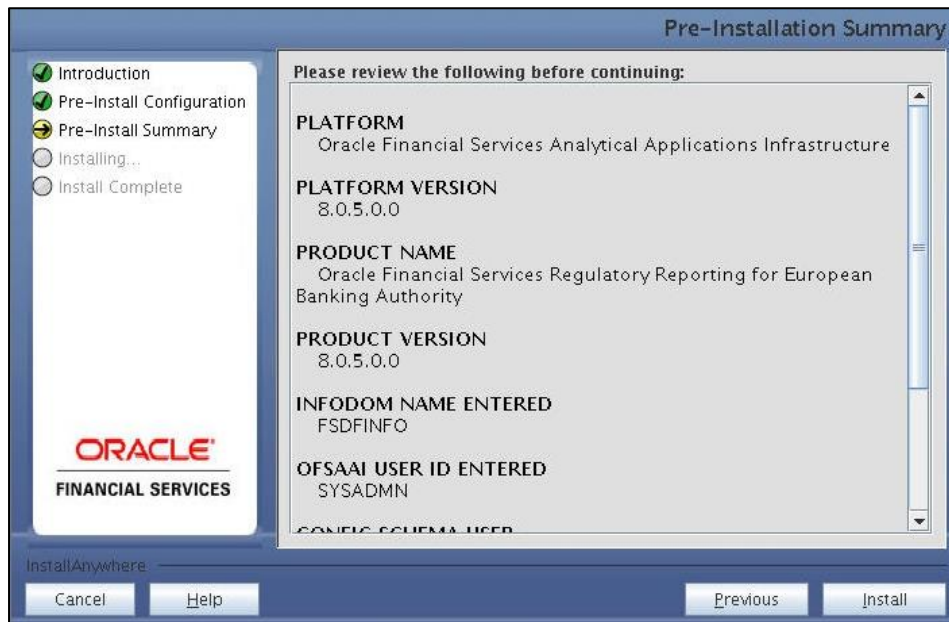 Pre-Installation Summary
Introduction
Pre-Install Configuration
Pre-Install Summary
Installing...
Install Complete
ORACLE
FINANCIAL SERVICES
Please review the following before continuing:
PLATFORM
Oracle Financial Services Analytical Applications Infrastructure
PLATFORM VERSION
8.0.5.0.0
PRODUCT NAME
Oracle Financial Services Regulatory Reporting for European
Banking Authority
PRODUCT VERSION
8.0.5.0.0
INFODOM NAME ENTERED
FSDFINFO
OFSAAI USER ID ENTERED
SYSADMN
CONFIG SCHEMA USER
InstallAnywhere
Cancel
Help
Previous
Install